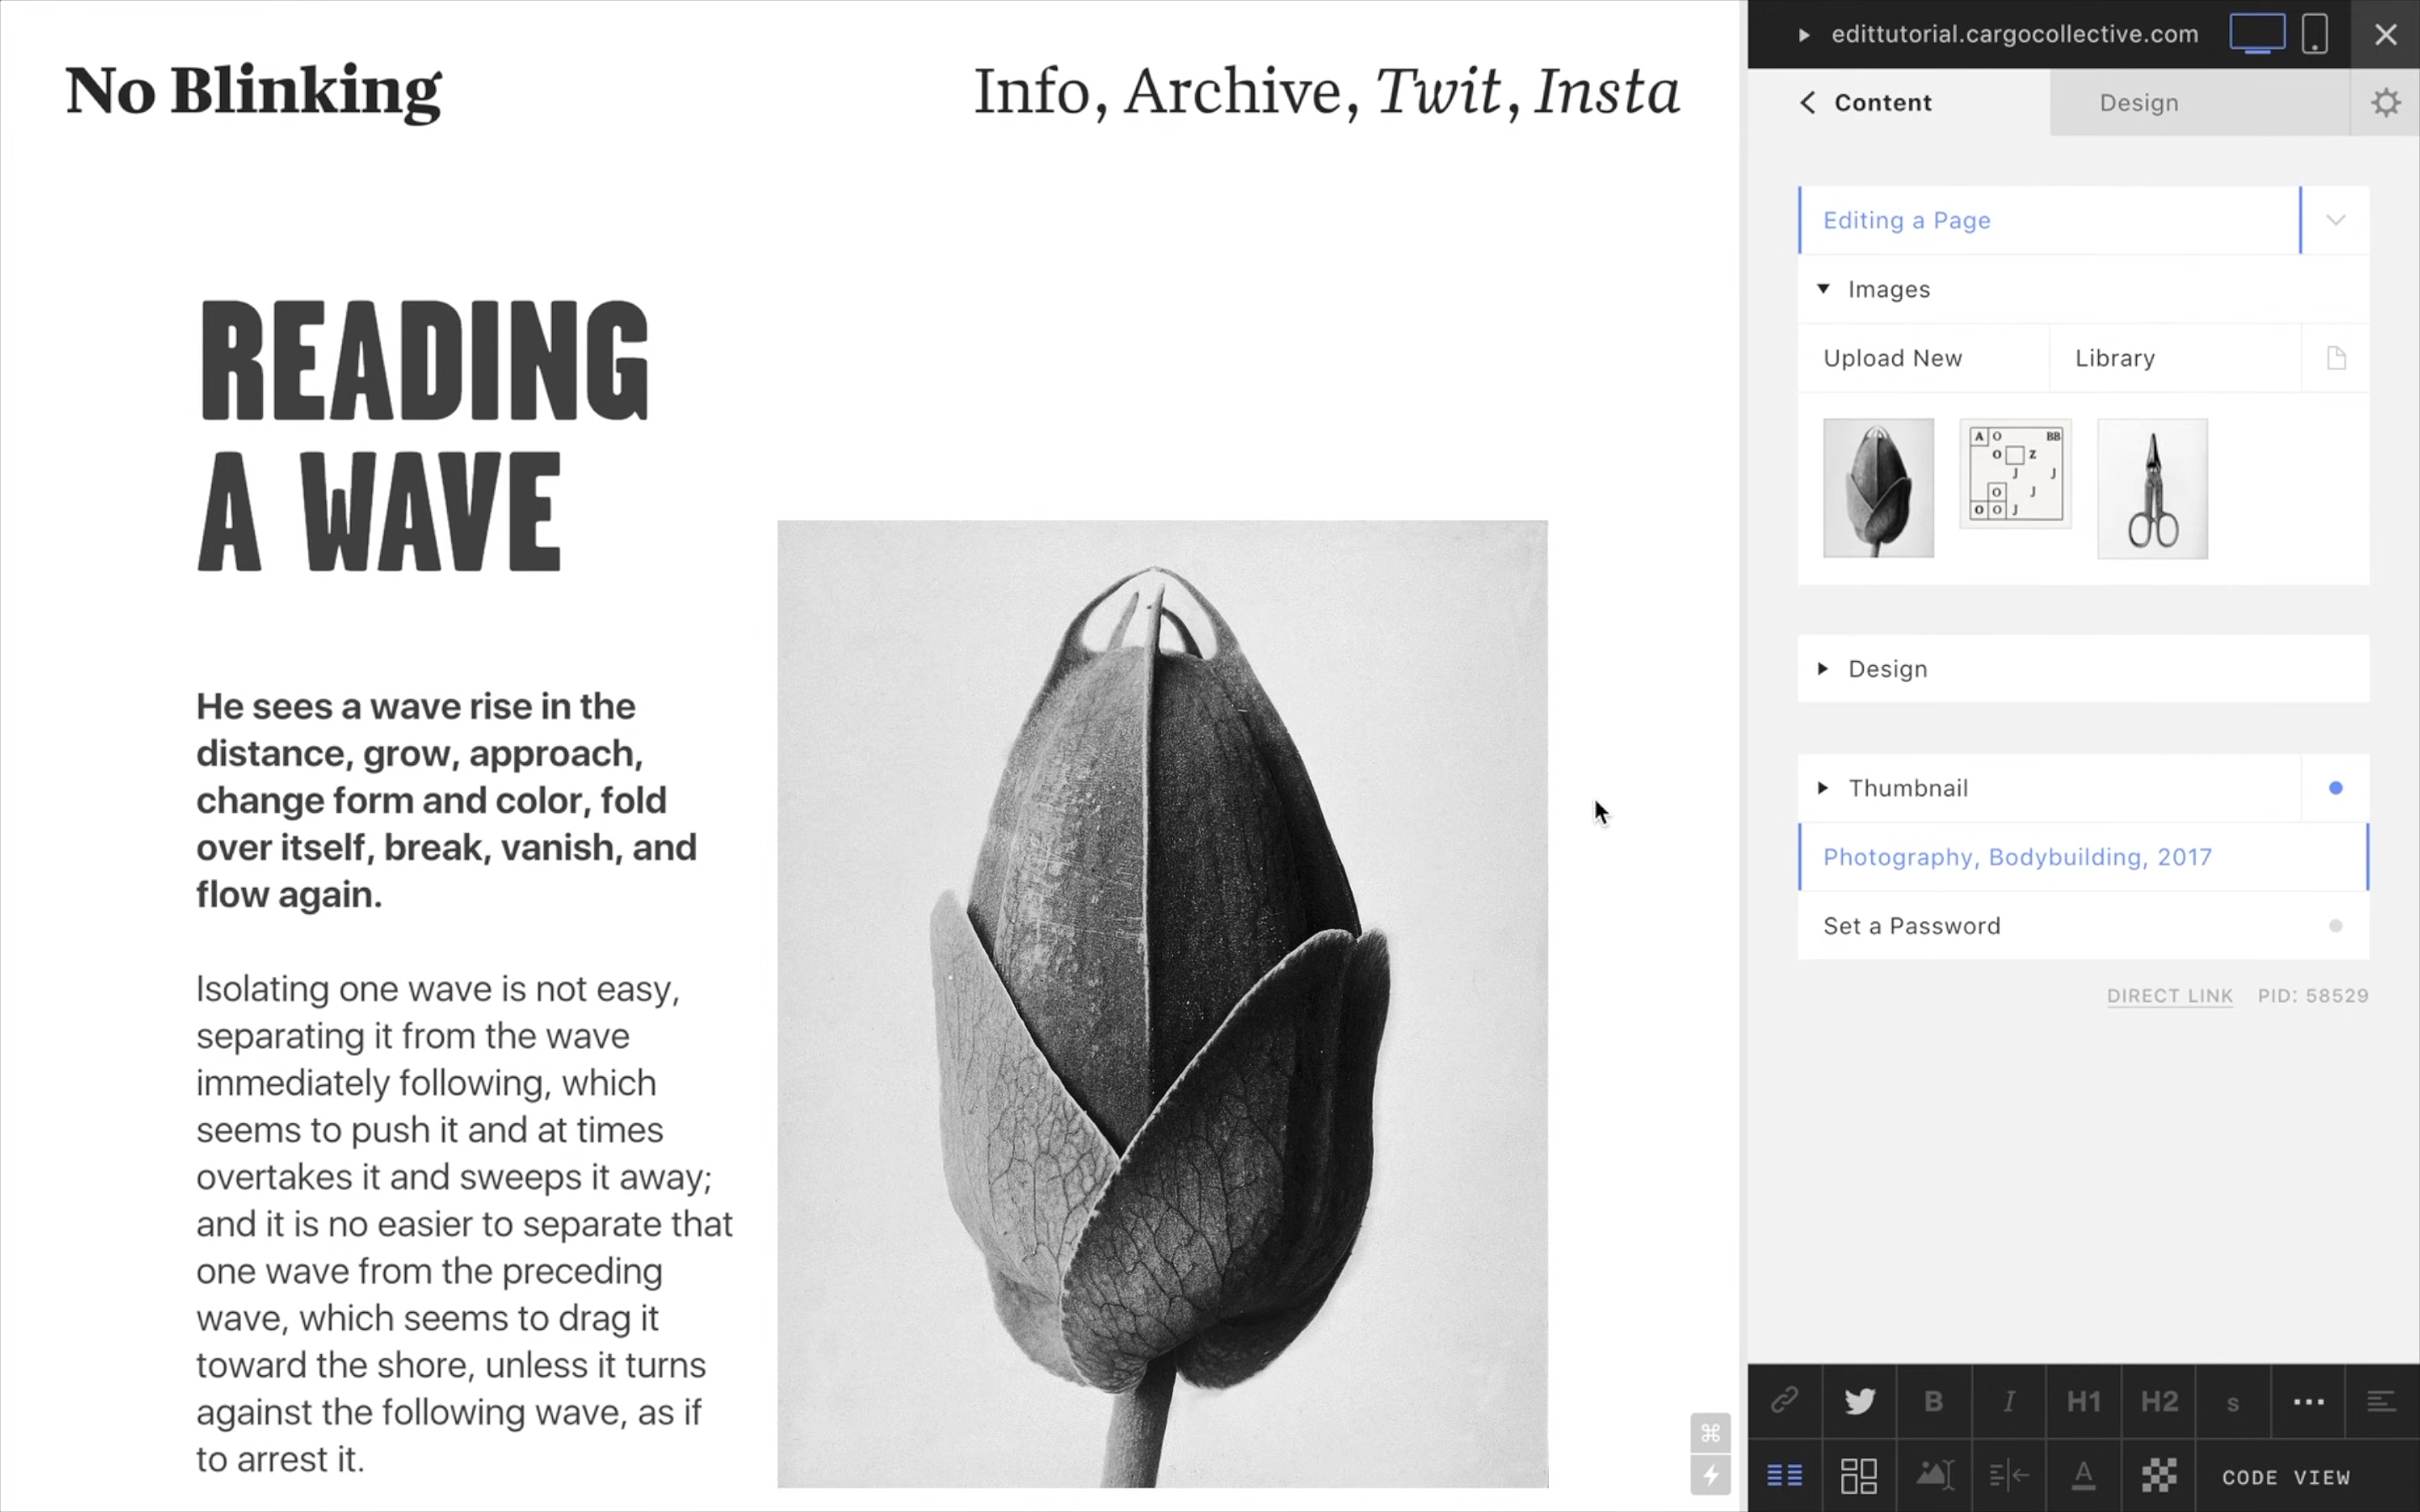 No Blinking
Info, Archive, Twit, Insta
READING
A WAVE
He sees a wave rise in the
distance, grow, approach,
change form and color, fold
over itself, break, vanish, and
flow again.
Isolating one wave is not easy,
separating it from the wave
immediately following, which
seems to push it and at times
overtakes it and sweeps it away;
and it is no easier to separate that
one wave from the preceding
wave, which seems to drag it
toward the shore, unless it turns
against the following wave, as if
to arrest it.
edittutorial.cargocollective.com
Content
Design
Editing a Page
Images
Upload New
Library
A O BB
O Z
J J
O J
O O J
Design
Thumbnail
Photography, Bodybuilding, 2017
Set a Password
DIRECT LINK PID: 58529
B I H1 H2 s ...
A CODE VIEW